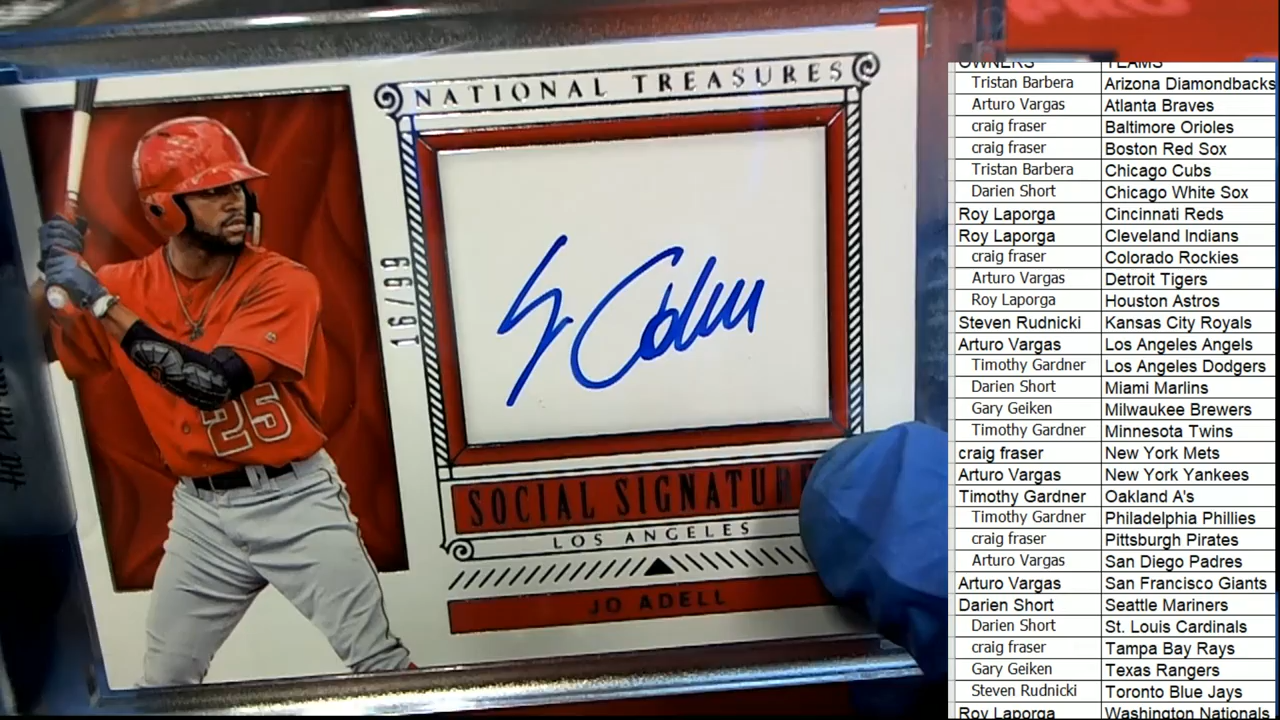 NATIONAL TREASURES
16/99
25
SOCIAL SIGNATUR
LOS ANGELES
JO ADELL
OWNERS TEAMS
Tristan Barbera Arizona Diamondbacks
Arturo Vargas Atlanta Braves
craig fraser Baltimore Orioles
craig fraser Boston Red Sox
Tristan Barbera Chicago Cubs
Darien Short Chicago White Sox
Roy Laporga Cincinnati Reds
Roy Laporga Cleveland Indians
craig fraser Colorado Rockies
Arturo Vargas Detroit Tigers
Roy Laporga Houston Astros
Steven Rudnicki Kansas City Royals
Arturo Vargas Los Angeles Angels
Timothy Gardner Los Angeles Dodgers
Darien Short Miami Marlins
Gary Geiken Milwaukee Brewers
Timothy Gardner Minnesota Twins
craig fraser New York Mets
Arturo Vargas New York Yankees
Timothy Gardner Oakland A's
Timothy Gardner Philadelphia Phillies
craig fraser Pittsburgh Pirates
Arturo Vargas San Diego Padres
Arturo Vargas San Francisco Giants
Darien Short Seattle Mariners
Darien Short St. Louis Cardinals
craig fraser Tampa Bay Rays
Gary Geiken Texas Rangers
Steven Rudnicki Toronto Blue Jays
Roy Laporga Washington Nationals